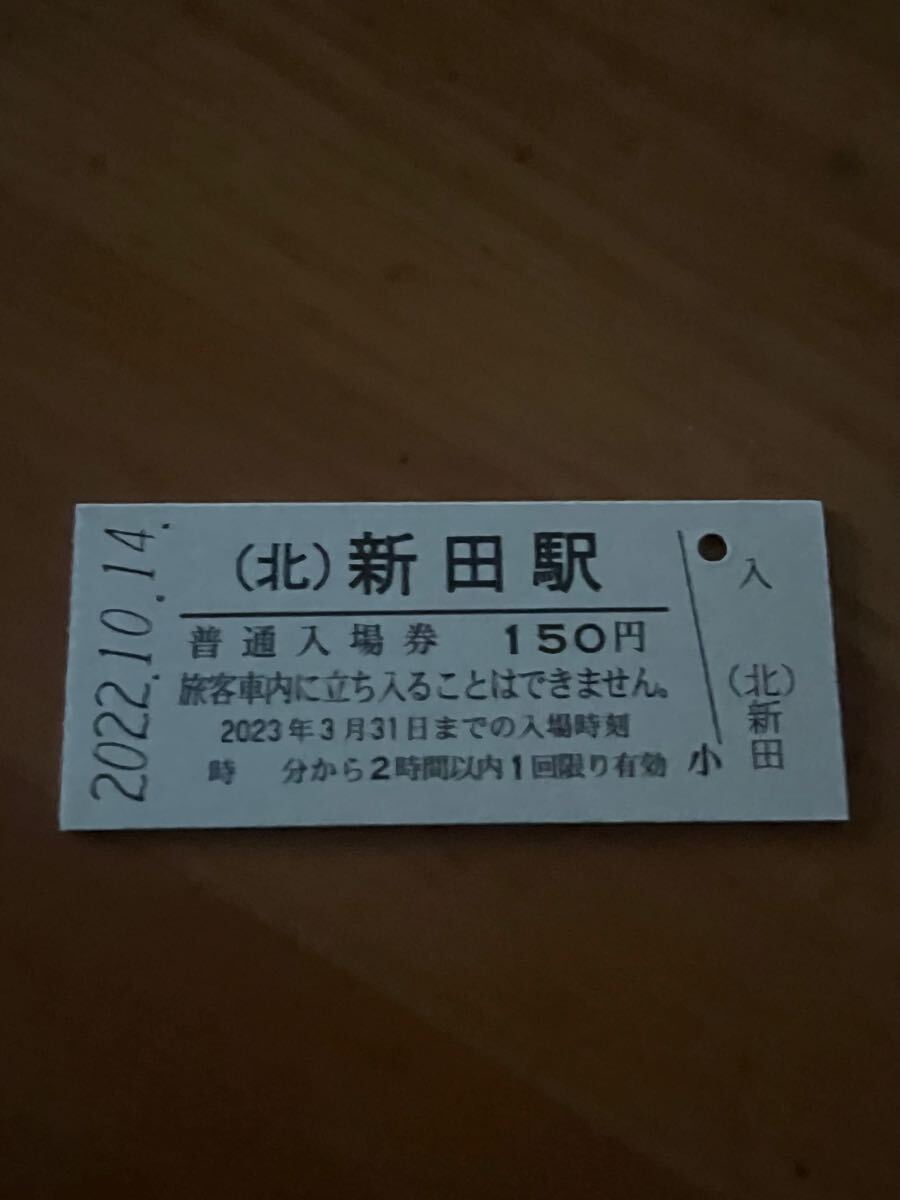 2022.10.14.
(北)新田駅
普通入場券 150円
旅客車内に立ち入ることはできません。
2023年3月31日までの入場時刻
時 分から2時間以内1回限り有効
小
入
(北)
新
田